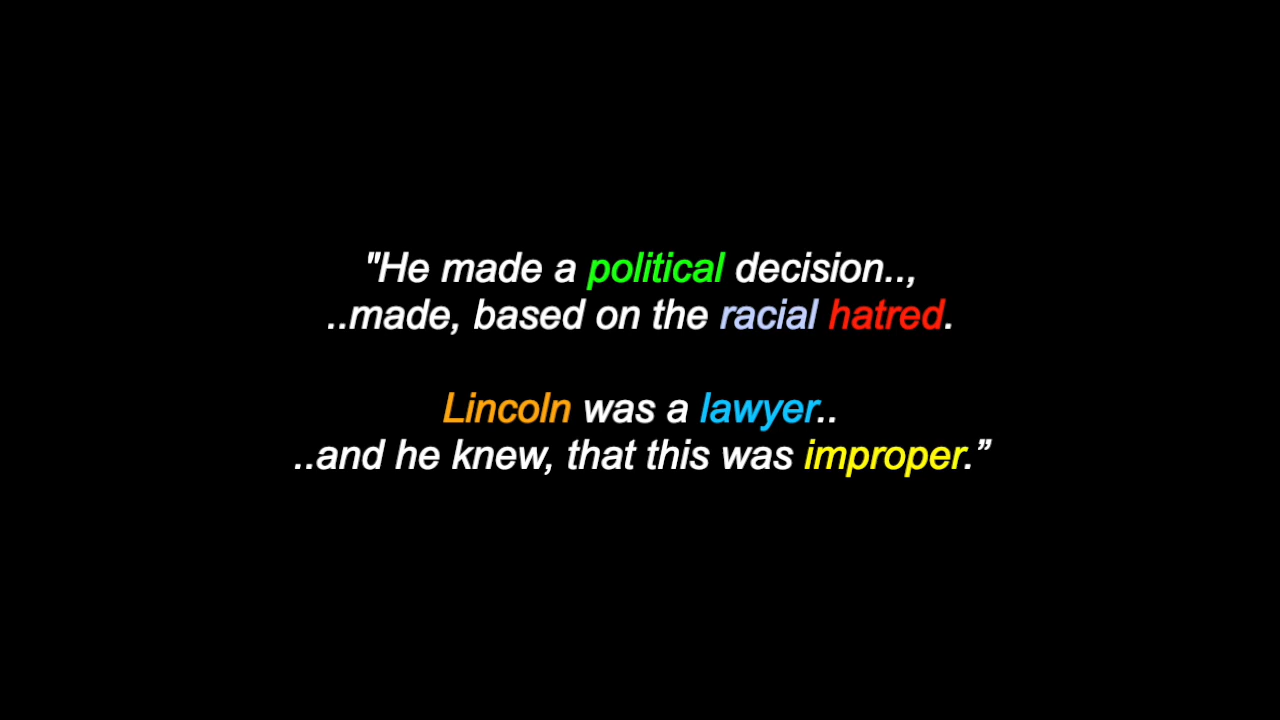 "He made a political decision..,
..made, based on the racial hatred.
Lincoln was a lawyer..
..and he knew, that this was improper.”